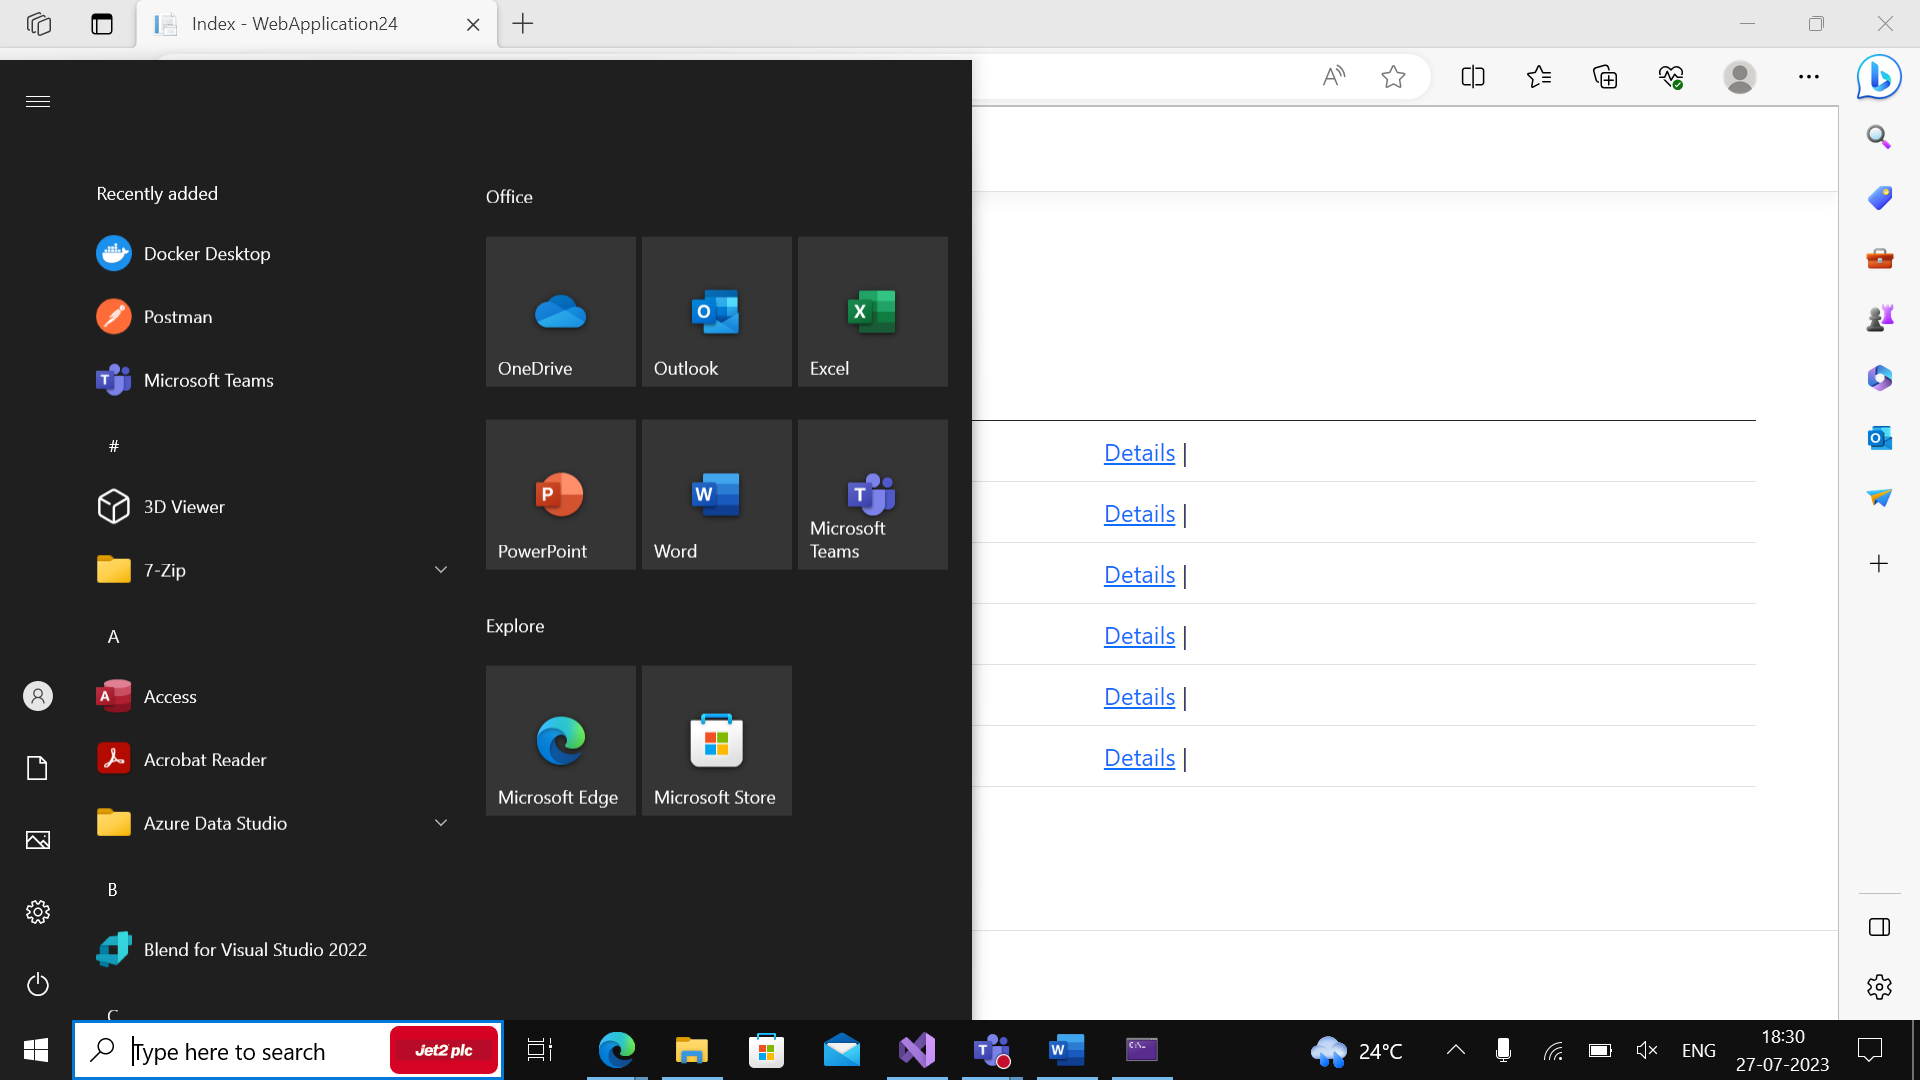 Index - WebApplication24
Recently added
Docker Desktop
Postman
Microsoft Teams
#
3D Viewer
7-Zip
A
Access
Acrobat Reader
Azure Data Studio
B
Blend for Visual Studio 2022
C
Office
OneDrive
Outlook
Excel
PowerPoint
Word
Microsoft
Teams
Explore
Microsoft Edge
Microsoft Store
Details |
Details |
Details |
Details |
Details |
Details |
Type here to search
Jet2 plc
24°C
ENG
18:30
27-07-2023